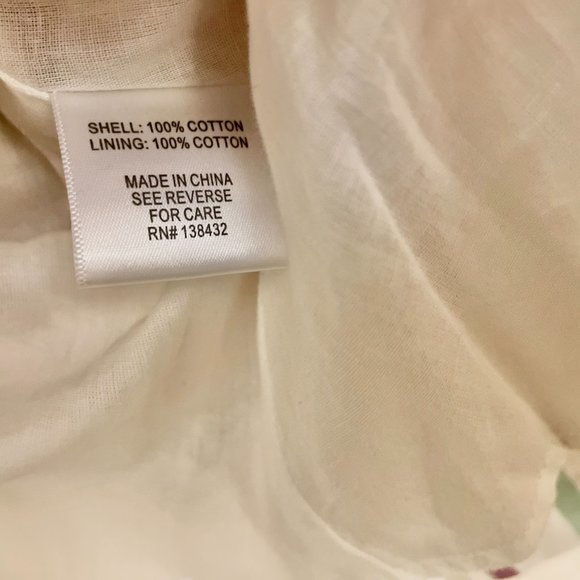 SHELL: 100% COTTON
LINING: 100% COTTON
MADE IN CHINA
SEE REVERSE
FOR CARE
RN# 138432